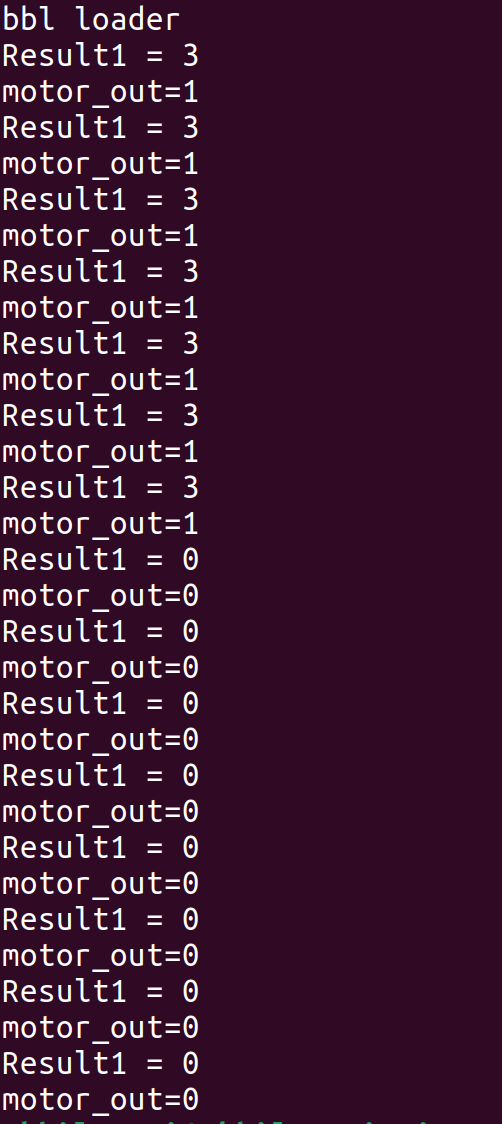 bbl loader
Result1 = 3
motor_out=1
Result1 = 3
motor_out=1
Result1 = 3
motor_out=1
Result1 = 3
motor_out=1
Result1 = 3
motor_out=1
Result1 = 3
motor_out=1
Result1 = 3
motor_out=1
Result1 = 0
motor_out=0
Result1 = 0
motor_out=0
Result1 = 0
motor_out=0
Result1 = 0
motor_out=0
Result1 = 0
motor_out=0
Result1 = 0
motor_out=0
Result1 = 0
motor_out=0
Result1 = 0
motor_out=0